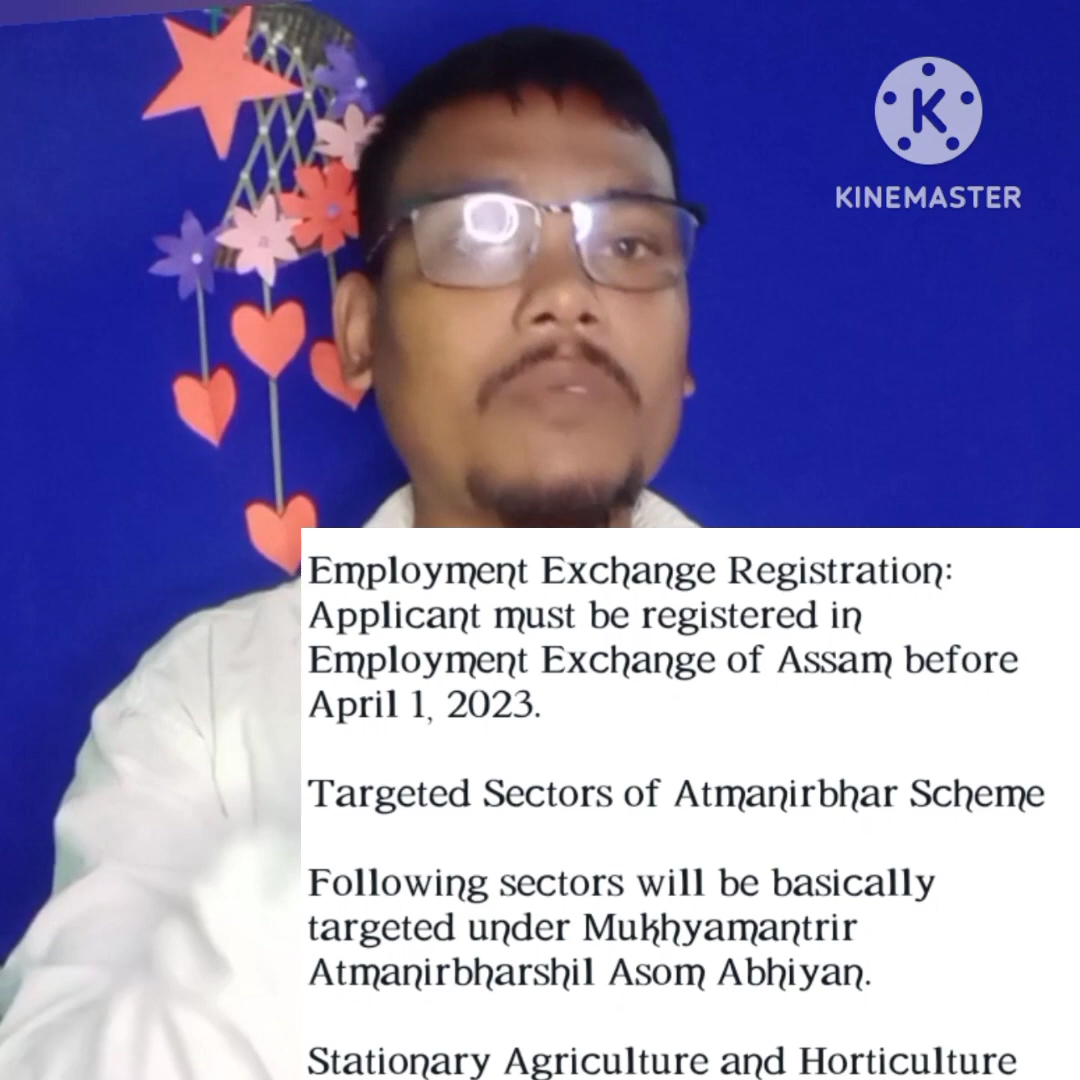 K
KINEMASTER
Employment Exchange Registration:
Applicant must be registered in
Employment Exchange of Assam before
April 1, 2023.
Targeted Sectors of Atmanirbhar Scheme
Following sectors will be basically
targeted under Mukhyamantrir
Atmanirbharshil Asom Abhiyan.
Stationary Agriculture and Horticulture